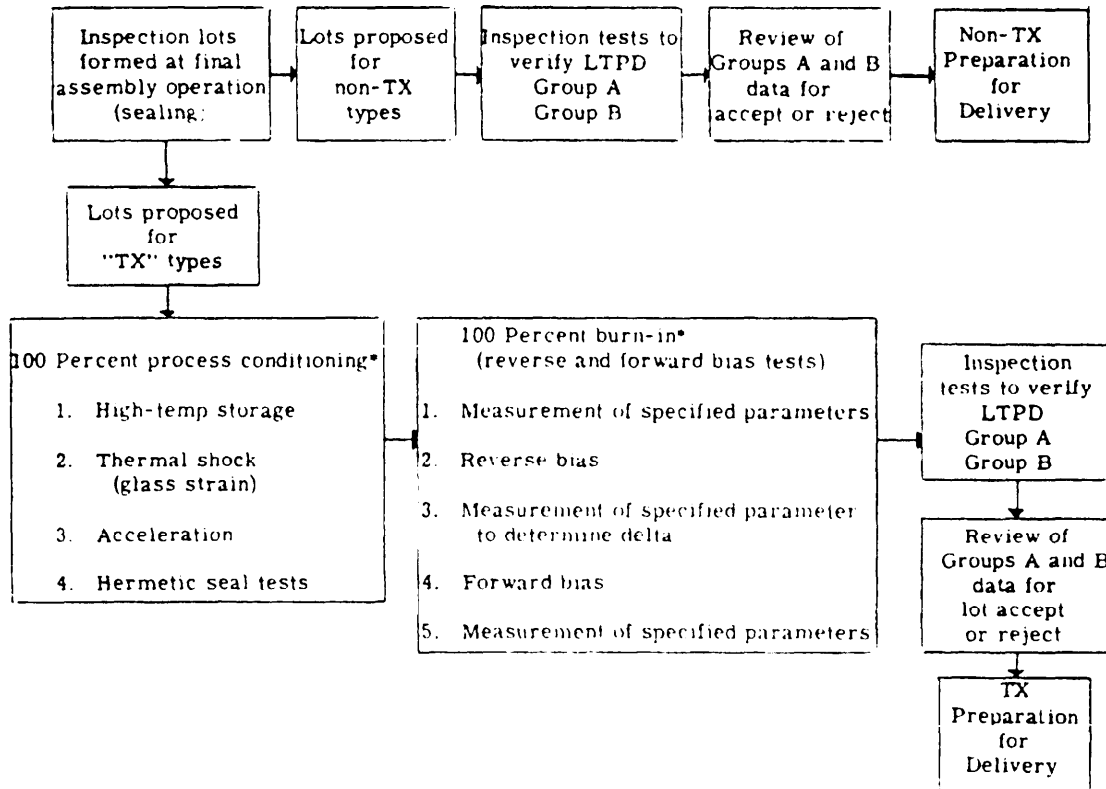 Inspection lots
formed at final
assembly operation
(sealing;
Lots proposed
for
non-TX
types
Inspection tests to
verify LTPD
Group A
Group B
Review of
Groups A and B
data for
accept or reject
Non-TX
Preparation
for
Delivery
Lots proposed
for
"TX" types
100 Percent process conditioning*
1. High-temp storage
2. Thermal shock
(glass strain)
3. Acceleration
4. Hermetic seal tests
100 Percent burn-in*
(reverse and forward bias tests)
1. Measurement of specified parameters
2. Reverse bias
3. Measurement of specified parameter
to determine delta
4. Forward bias
5. Measurement of specified parameters
Inspection
tests to verify
LTPD
Group A
Group B
Review of
Groups A and B
data for
lot accept
or reject
TX
Preparation
for
Delivery